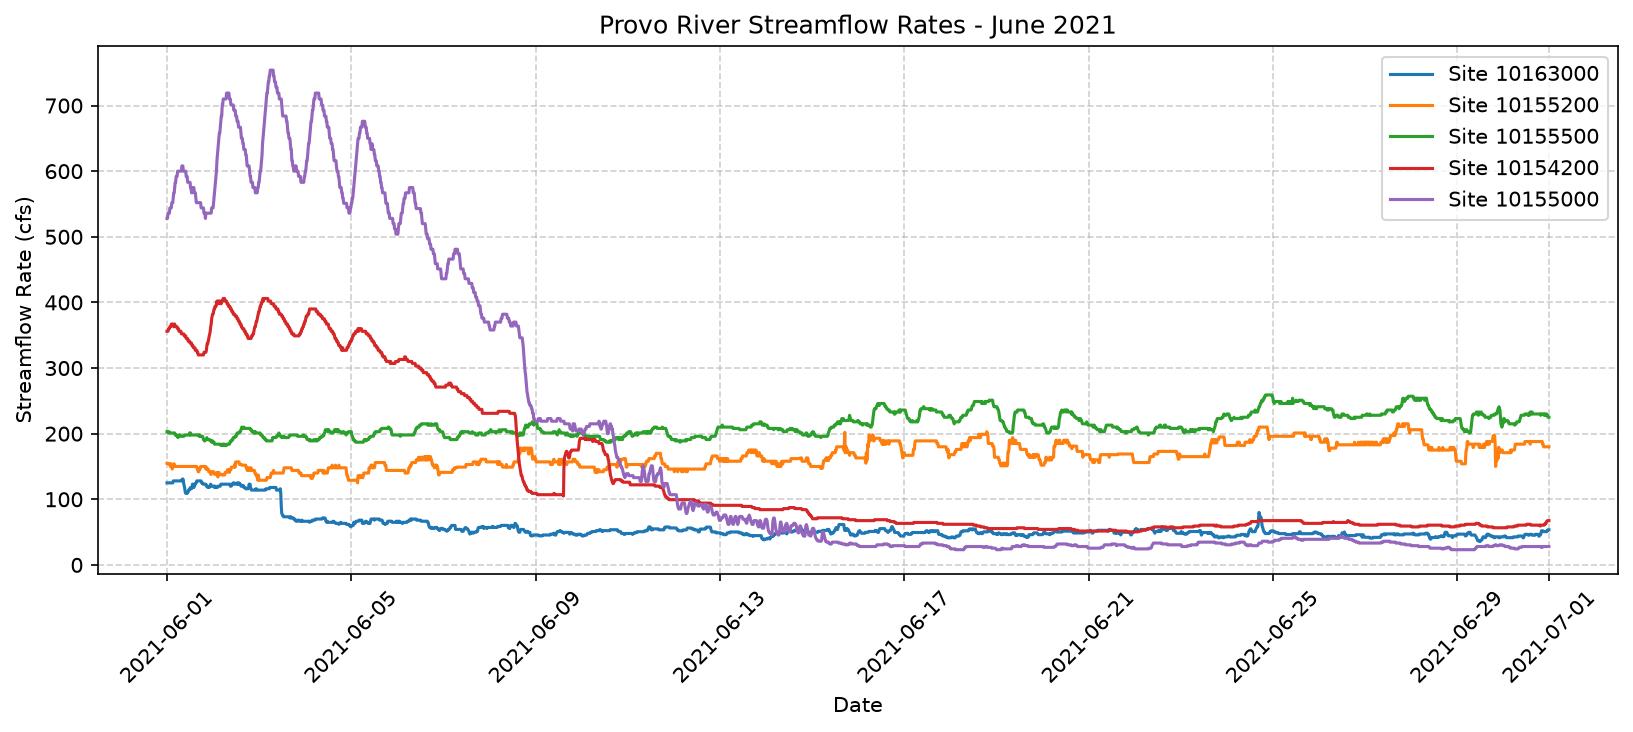 Provo River Streamflow Rates - June 2021
Site 10163000
Site 10155200
Site 10155500
Site 10154200
Site 10155000
Streamflow Rate (cfs)
700
600
500
400
300
200
100
0
2021-06-01
2021-06-05
2021-06-09
2021-06-13
2021-06-17
2021-06-21
2021-06-25
2021-06-29
2021-07-01
Date